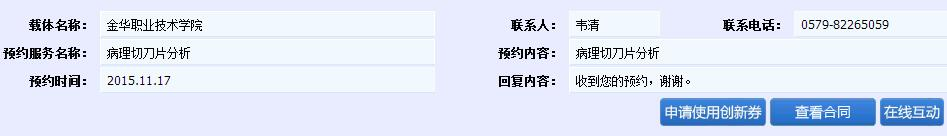 载体名称： 金华职业技术学院 联系人： 韦清 联系电话： 0579-82265059
预约服务名称： 病理切刀片分析 预约内容： 病理切刀片分析
预约时间： 2015.11.17 回复内容： 收到您的预约，谢谢。
申请使用创新券 查看合同 在线互动